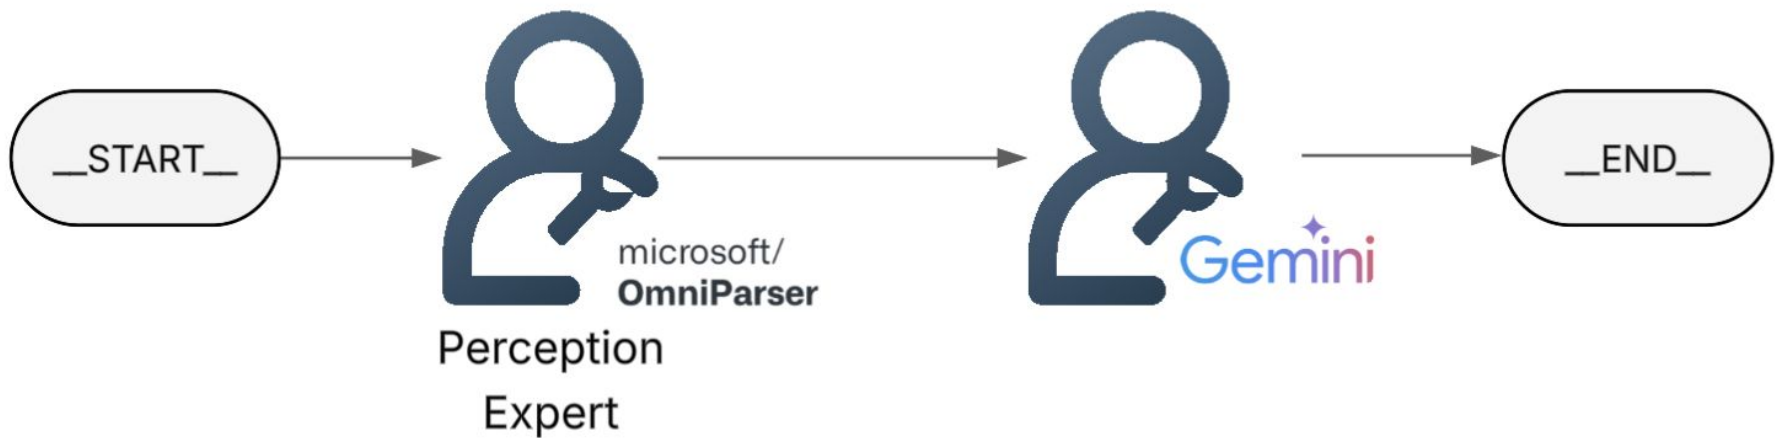 __START__
microsoft/
OmniParser
Perception
Expert
Gemini
__END__